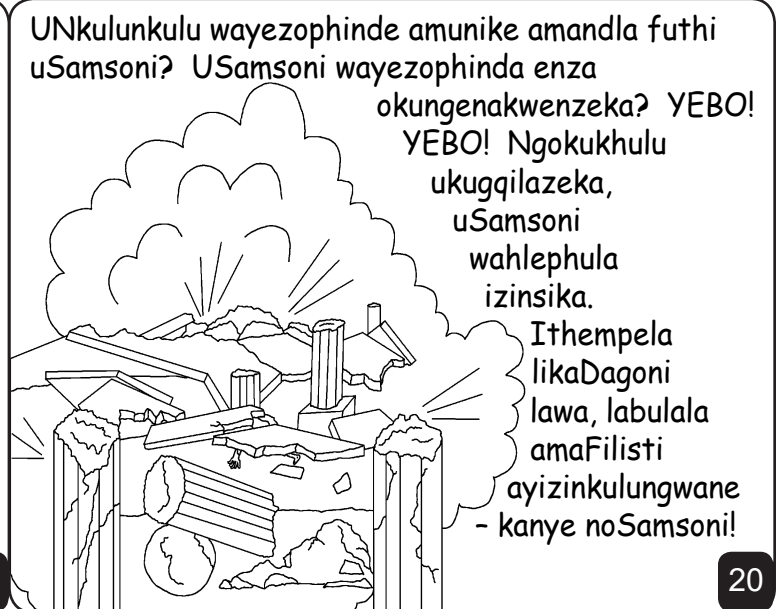 UNkulunkulu wayezophinde amunike amandla futhi
uSamsoni? USamsoni wayezophinda enza
okungenakwenzeka? YEBO!
YEBO! Ngokukhulu
ukugqilazeka,
uSamsoni
wahlephula
izinsika.
Ithempela
likaDagoni
lawa, labulala
amaFilisti
ayizinkulungwane
– kanye noSamsoni!
20